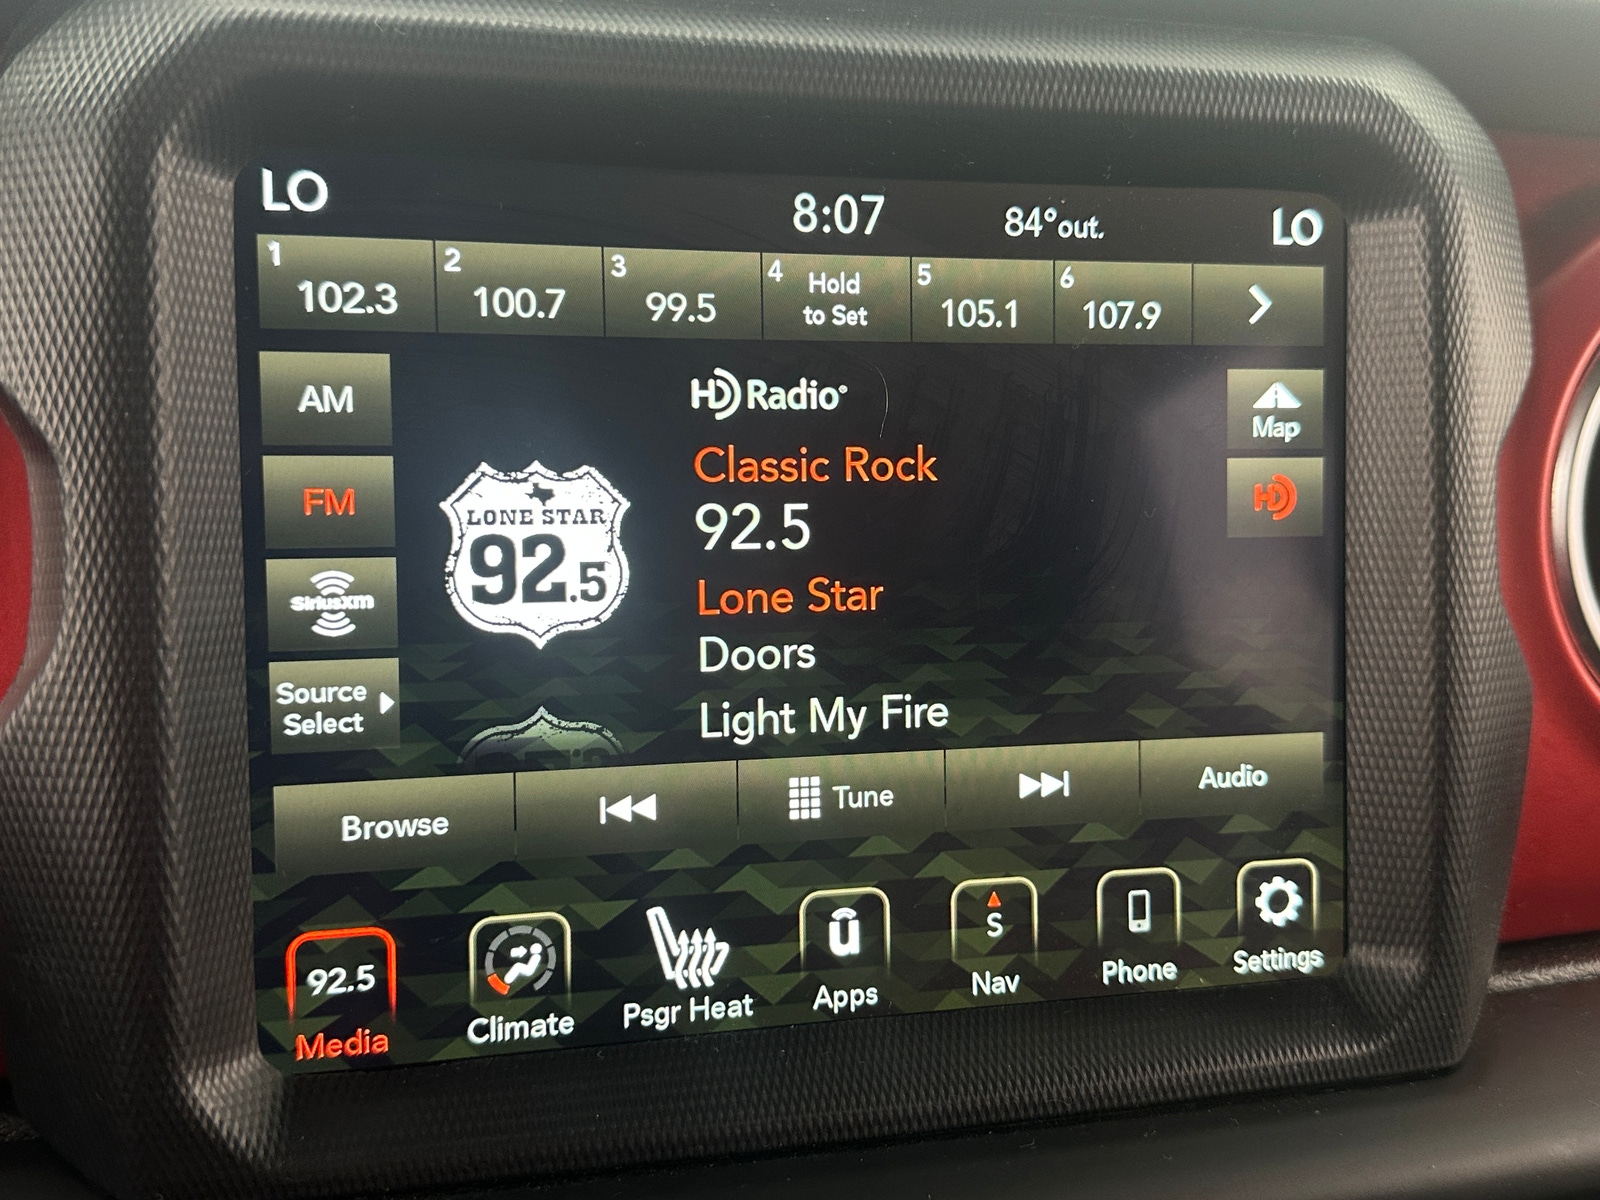 LO 8:07 84°out. LO
1 102.3
2 100.7
3 99.5
4 Hold
to Set
5 105.1
6 107.9
AM
FM
SiriusXM
Source
Select
LONE STAR
92.5
HD Radio®
Classic Rock
92.5
Lone Star
Doors
Light My Fire
Map
HD
Browse
Tune
Audio
92.5
Media
Climate
Psgr Heat
u
Apps
S
Nav
Phone
Settings